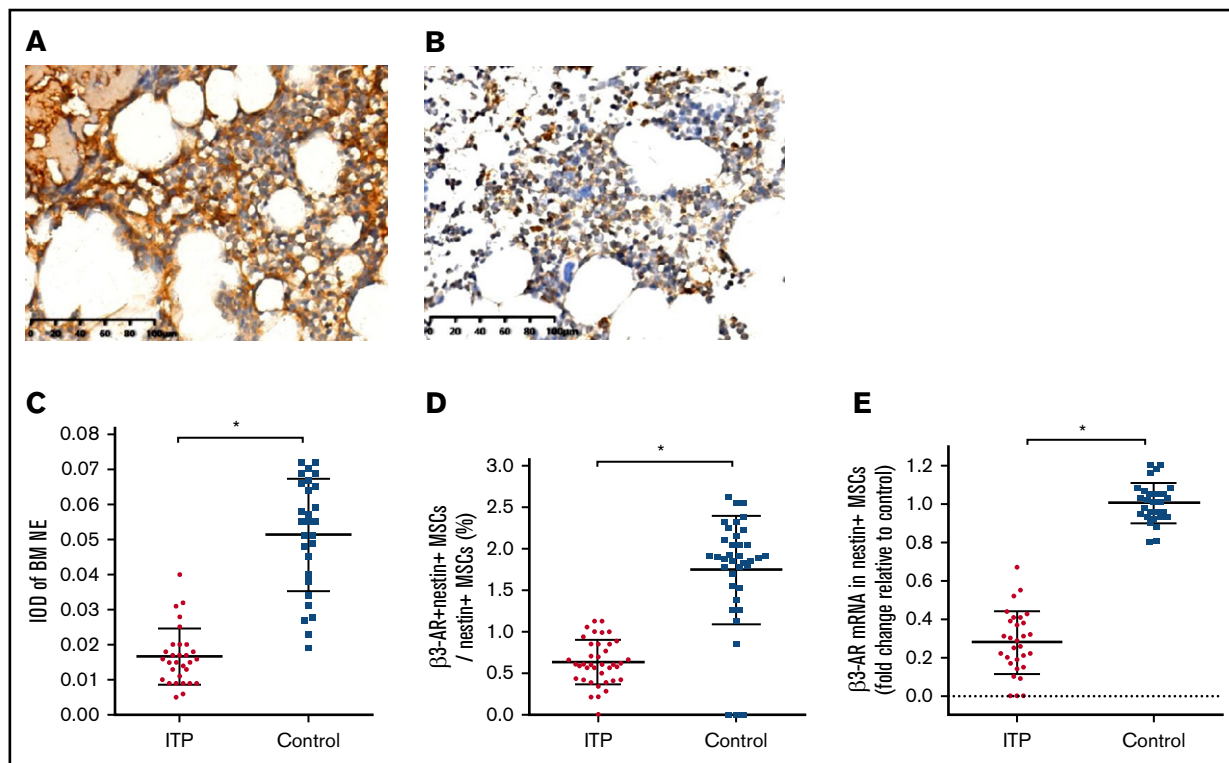 A
B
0 20 40 60 80 100µm
0 20 40 60 80 100µm
C
D
E
*
*
*
IOD of BM NE
0.08
0.07
0.06
0.05
0.04
0.03
0.02
0.01
0.00
ITP Control
β3-AR+nestin+ MSCs
/ nestin+ MSCs (%)
3.0
2.5
2.0
1.5
1.0
0.5
0.0
ITP Control
β3-AR mRNA in nestin+ MSCs
(fold change relative to control)
1.2
1.0
0.8
0.6
0.4
0.2
0.0
ITP Control